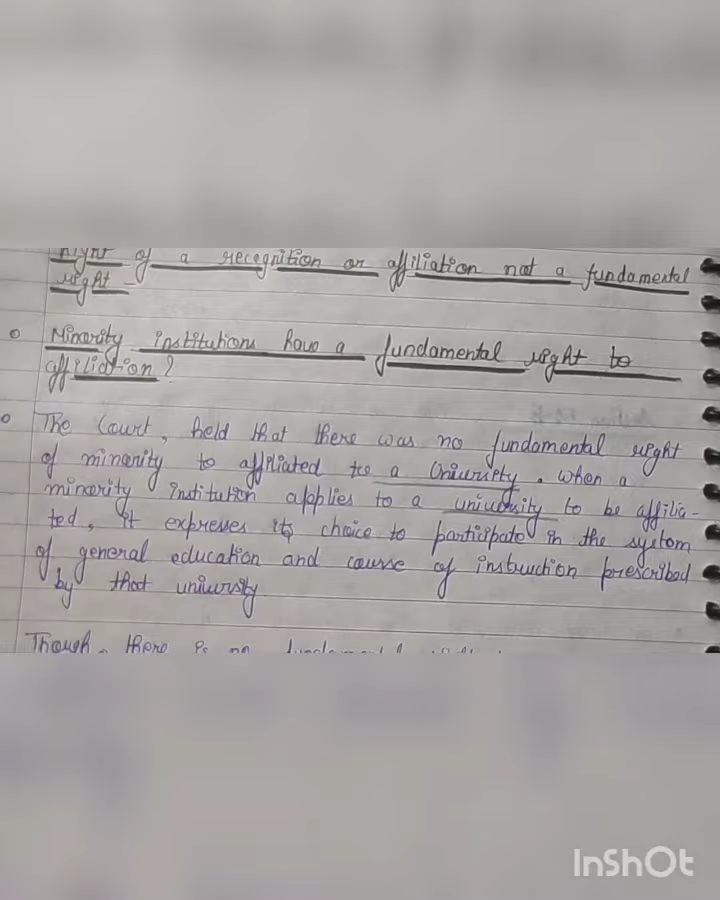 Right of a recognition or affiliation not a fundamental
right -
Minority institutions have a fundamental right to
affiliation?
The Court, held that there was no fundamental right
of minority to affiliated to a University. when a
minority institution applies to a university to be affilia-
ted, it expresses its choice to participate in the system
of general education and course of instruction prescribed
by that university
Though, there is no
InShOt